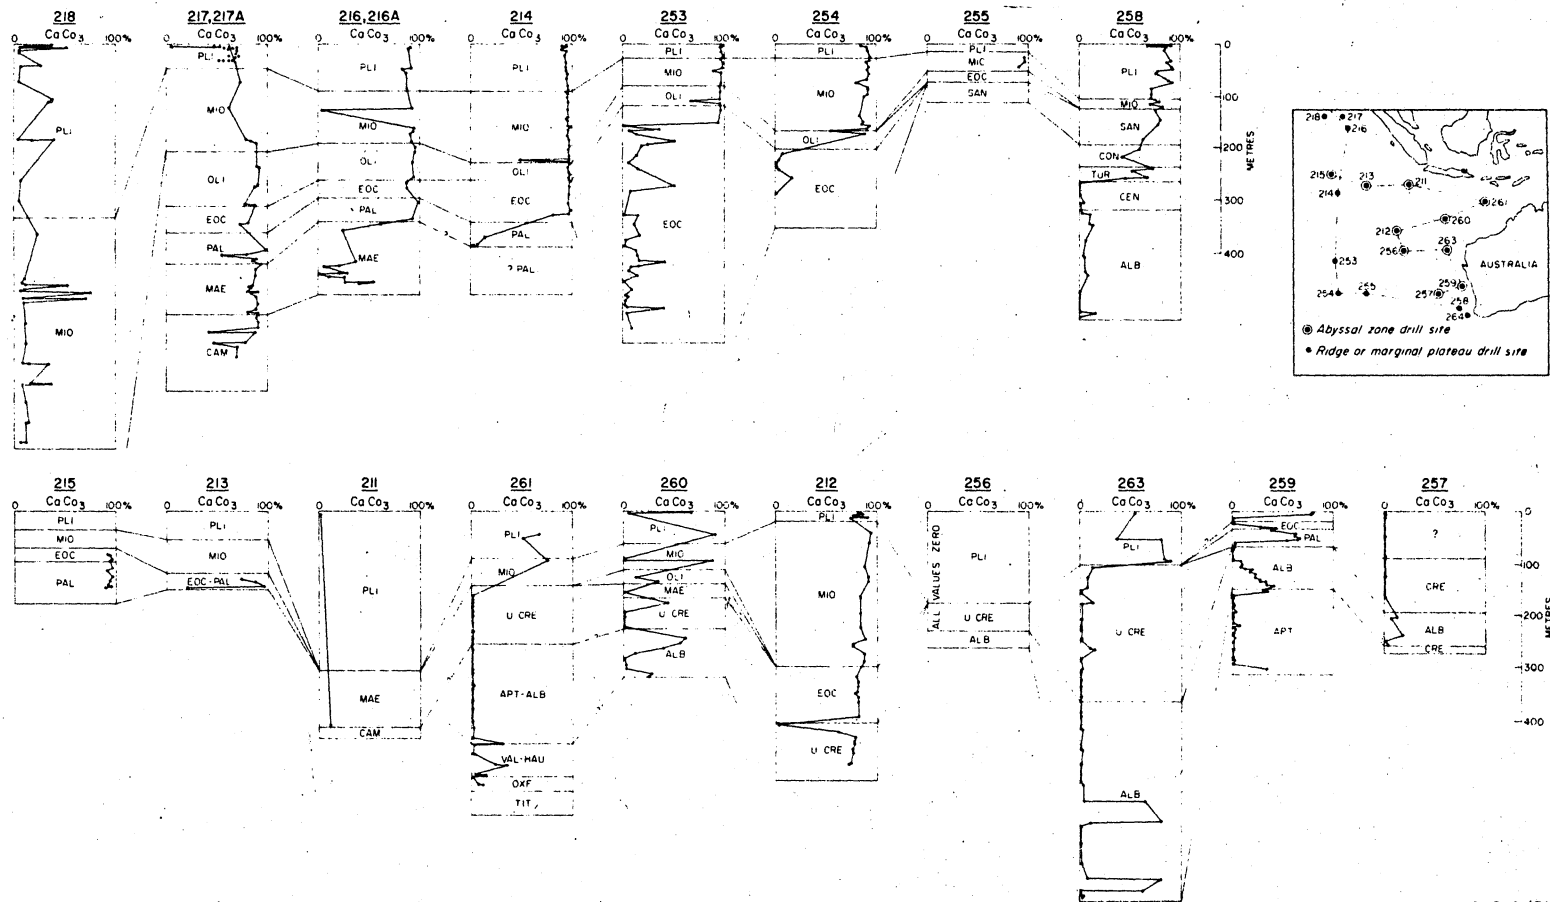 218
217,217A
216,216A
214
253
254
255
258
CaCo3
CaCo3
CaCo3
CaCo3
CaCo3
CaCo3
CaCo3
CaCo3
0 100%
0 100%
0 100%
0 100%
0 100%
0 100%
0 100%
0 100%
PLI
MIO
PLI
MIO
OLI
EOC
PAL
MAE
CAM
PLI
MIO
OLI
EOC
PAL
MAE
PLI
MIO
OLI
EOC
PAL
? PAL
PLI
MIO
OLI
EOC
PLI
MIO
OLI
EOC
PLI
MIC
EOC
SAN
PLI
MIO
SAN
CON
TUR
CEN
ALB
0
100
200
300
400
METRES
218
217
216
215
213
211
214
261
260
212
256
263
253
AUSTRALIA
254
255
257
259
258
264
Abyssal zone drill site
Ridge or marginal plateau drill site
215
213
211
261
260
212
256
263
259
257
CaCo3
CaCo3
CaCo3
CaCo3
CaCo3
CaCo3
CaCo3
CaCo3
CaCo3
CaCo3
0 100%
0 100%
0 100%
0 100%
0 100%
0 100%
0 100%
0 100%
0 100%
0 100%
PLI
MIO
EOC
PAL
PLI
MIO
EOC-PAL
PLI
MAE
CAM
PLI
MIO
U CRE
APT-ALB
VAL-HAU
OXF
TIT
PLI
MIO
OLI
MAE
U CRE
ALB
PLI
MIO
EOC
U CRE
ALL VALUES ZERO
PLI
U CRE
ALB
PLI
U CRE
ALB
EOC
PAL
ALB
APT
?
CRE
ALB
CRE
0
100
200
300
400
METRES